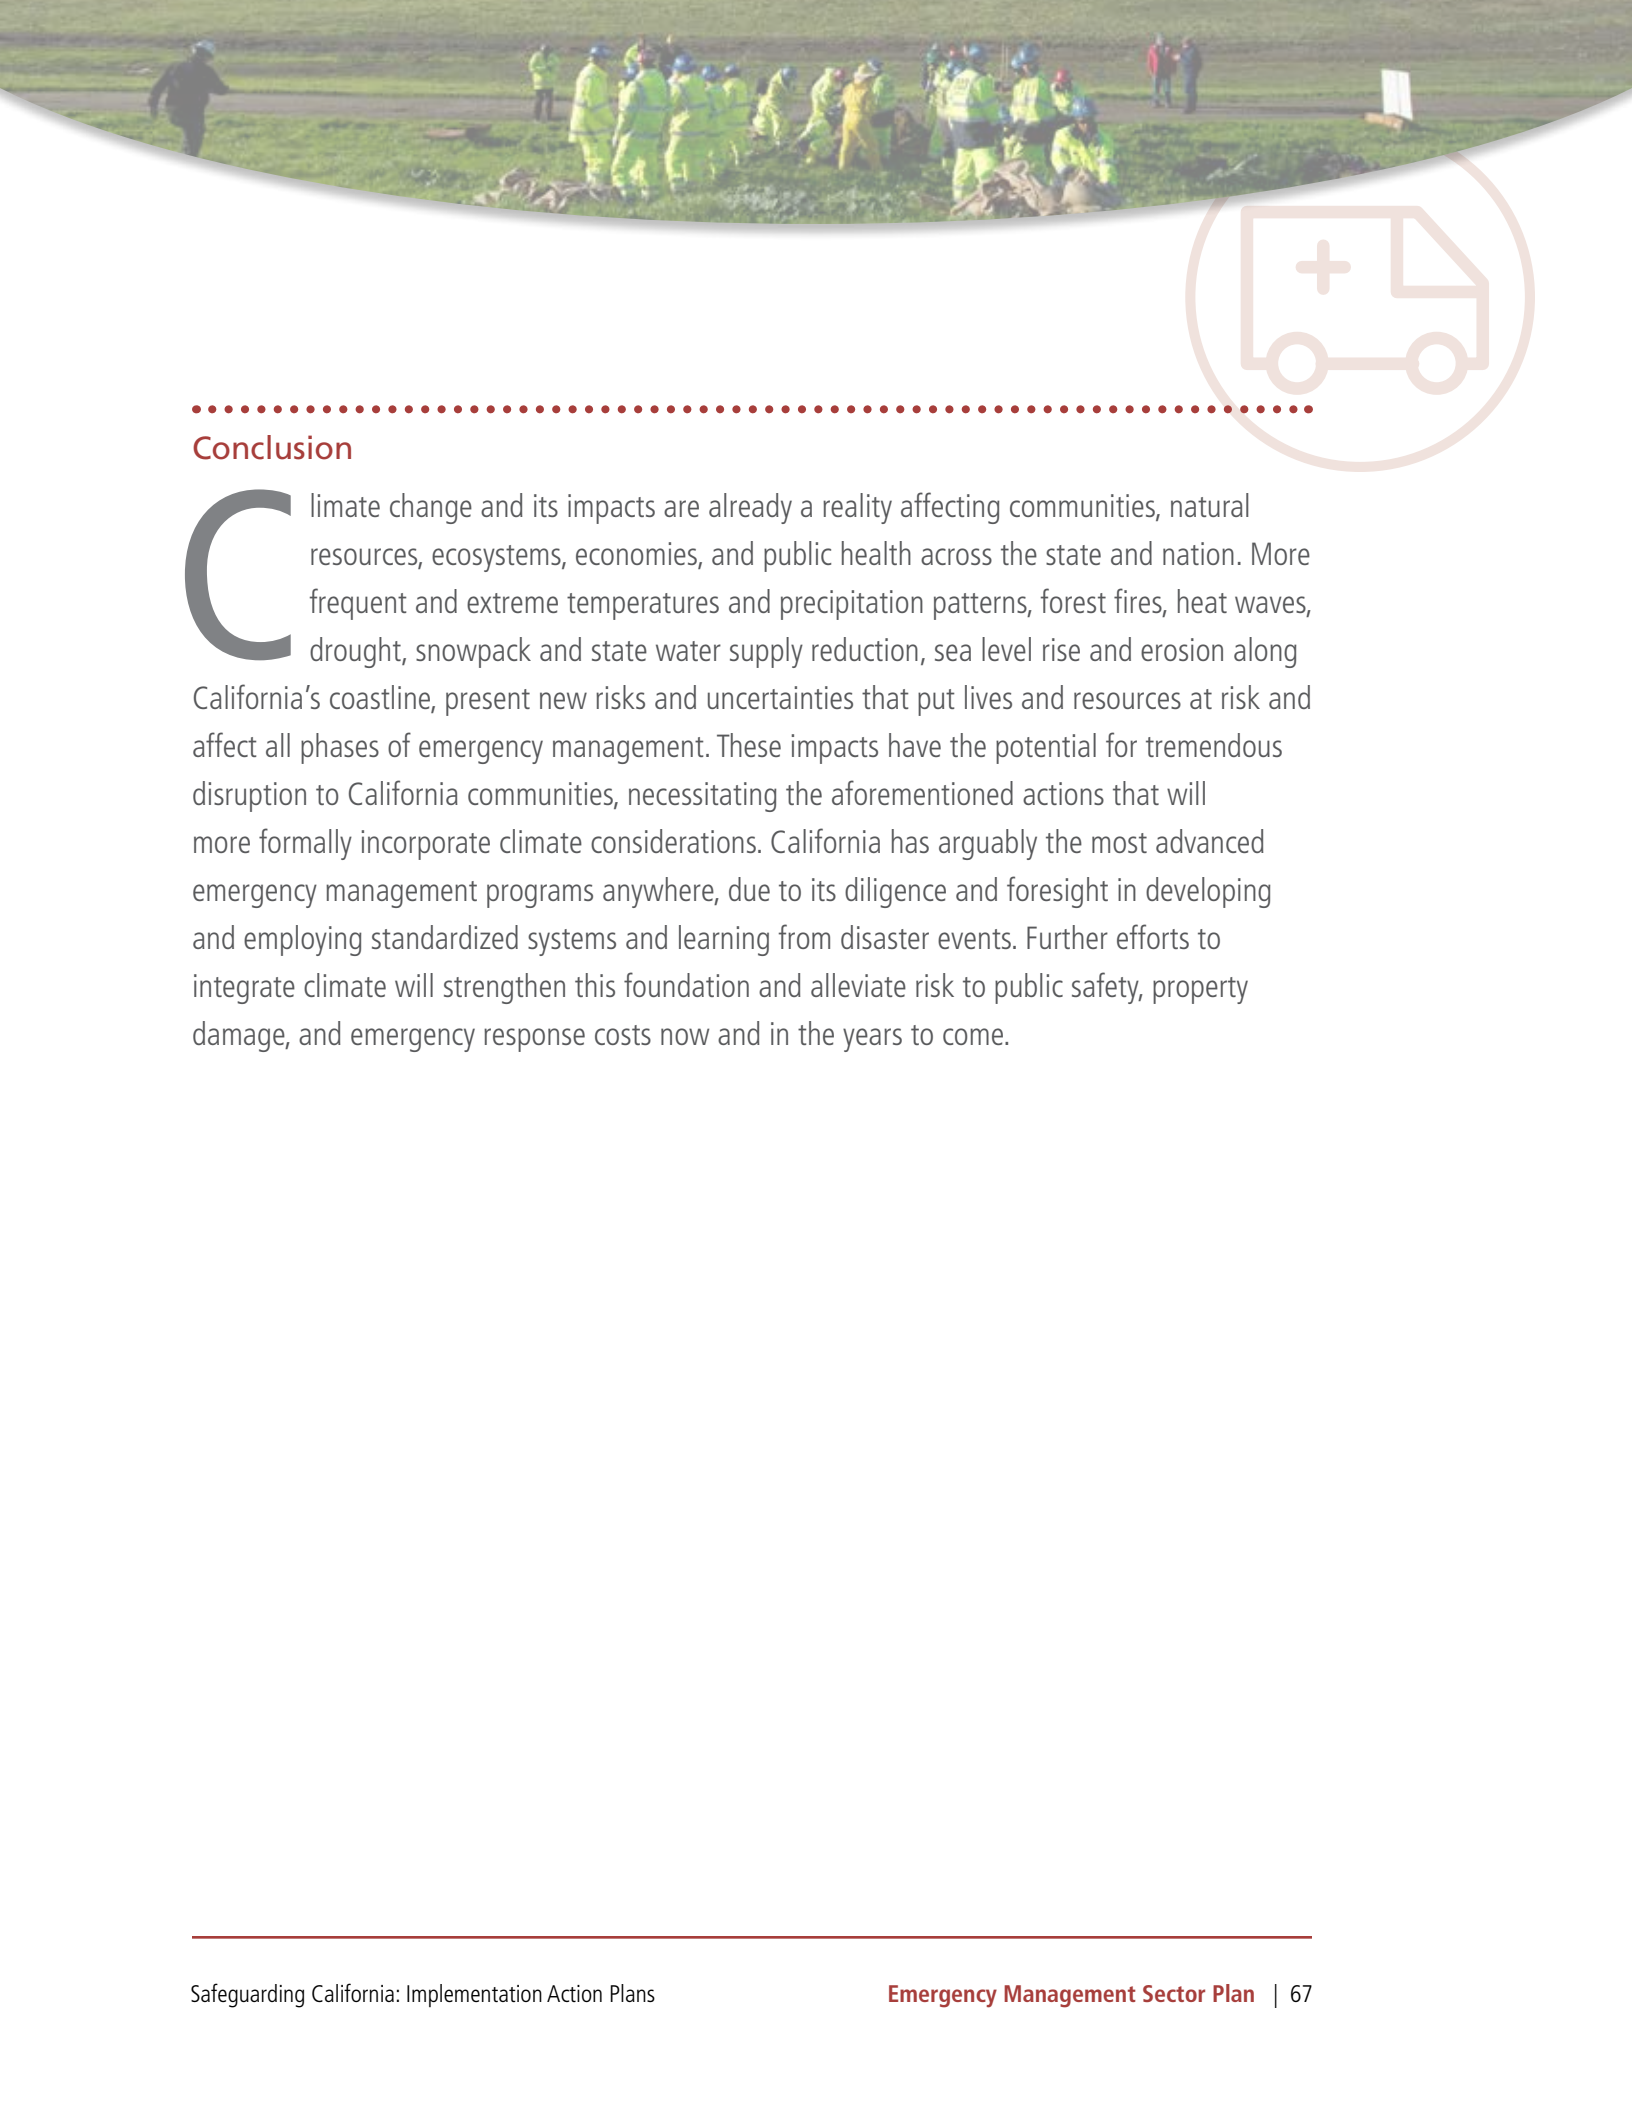 Conclusion
Climate change and its impacts are already a reality affecting communities, natural
resources, ecosystems, economies, and public health across the state and nation. More
frequent and extreme temperatures and precipitation patterns, forest fires, heat waves,
drought, snowpack and state water supply reduction, sea level rise and erosion along
California’s coastline, present new risks and uncertainties that put lives and resources at risk and
affect all phases of emergency management. These impacts have the potential for tremendous
disruption to California communities, necessitating the aforementioned actions that will
more formally incorporate climate considerations. California has arguably the most advanced
emergency management programs anywhere, due to its diligence and foresight in developing
and employing standardized systems and learning from disaster events. Further efforts to
integrate climate will strengthen this foundation and alleviate risk to public safety, property
damage, and emergency response costs now and in the years to come.
Safeguarding California: Implementation Action Plans
Emergency Management Sector Plan | 67